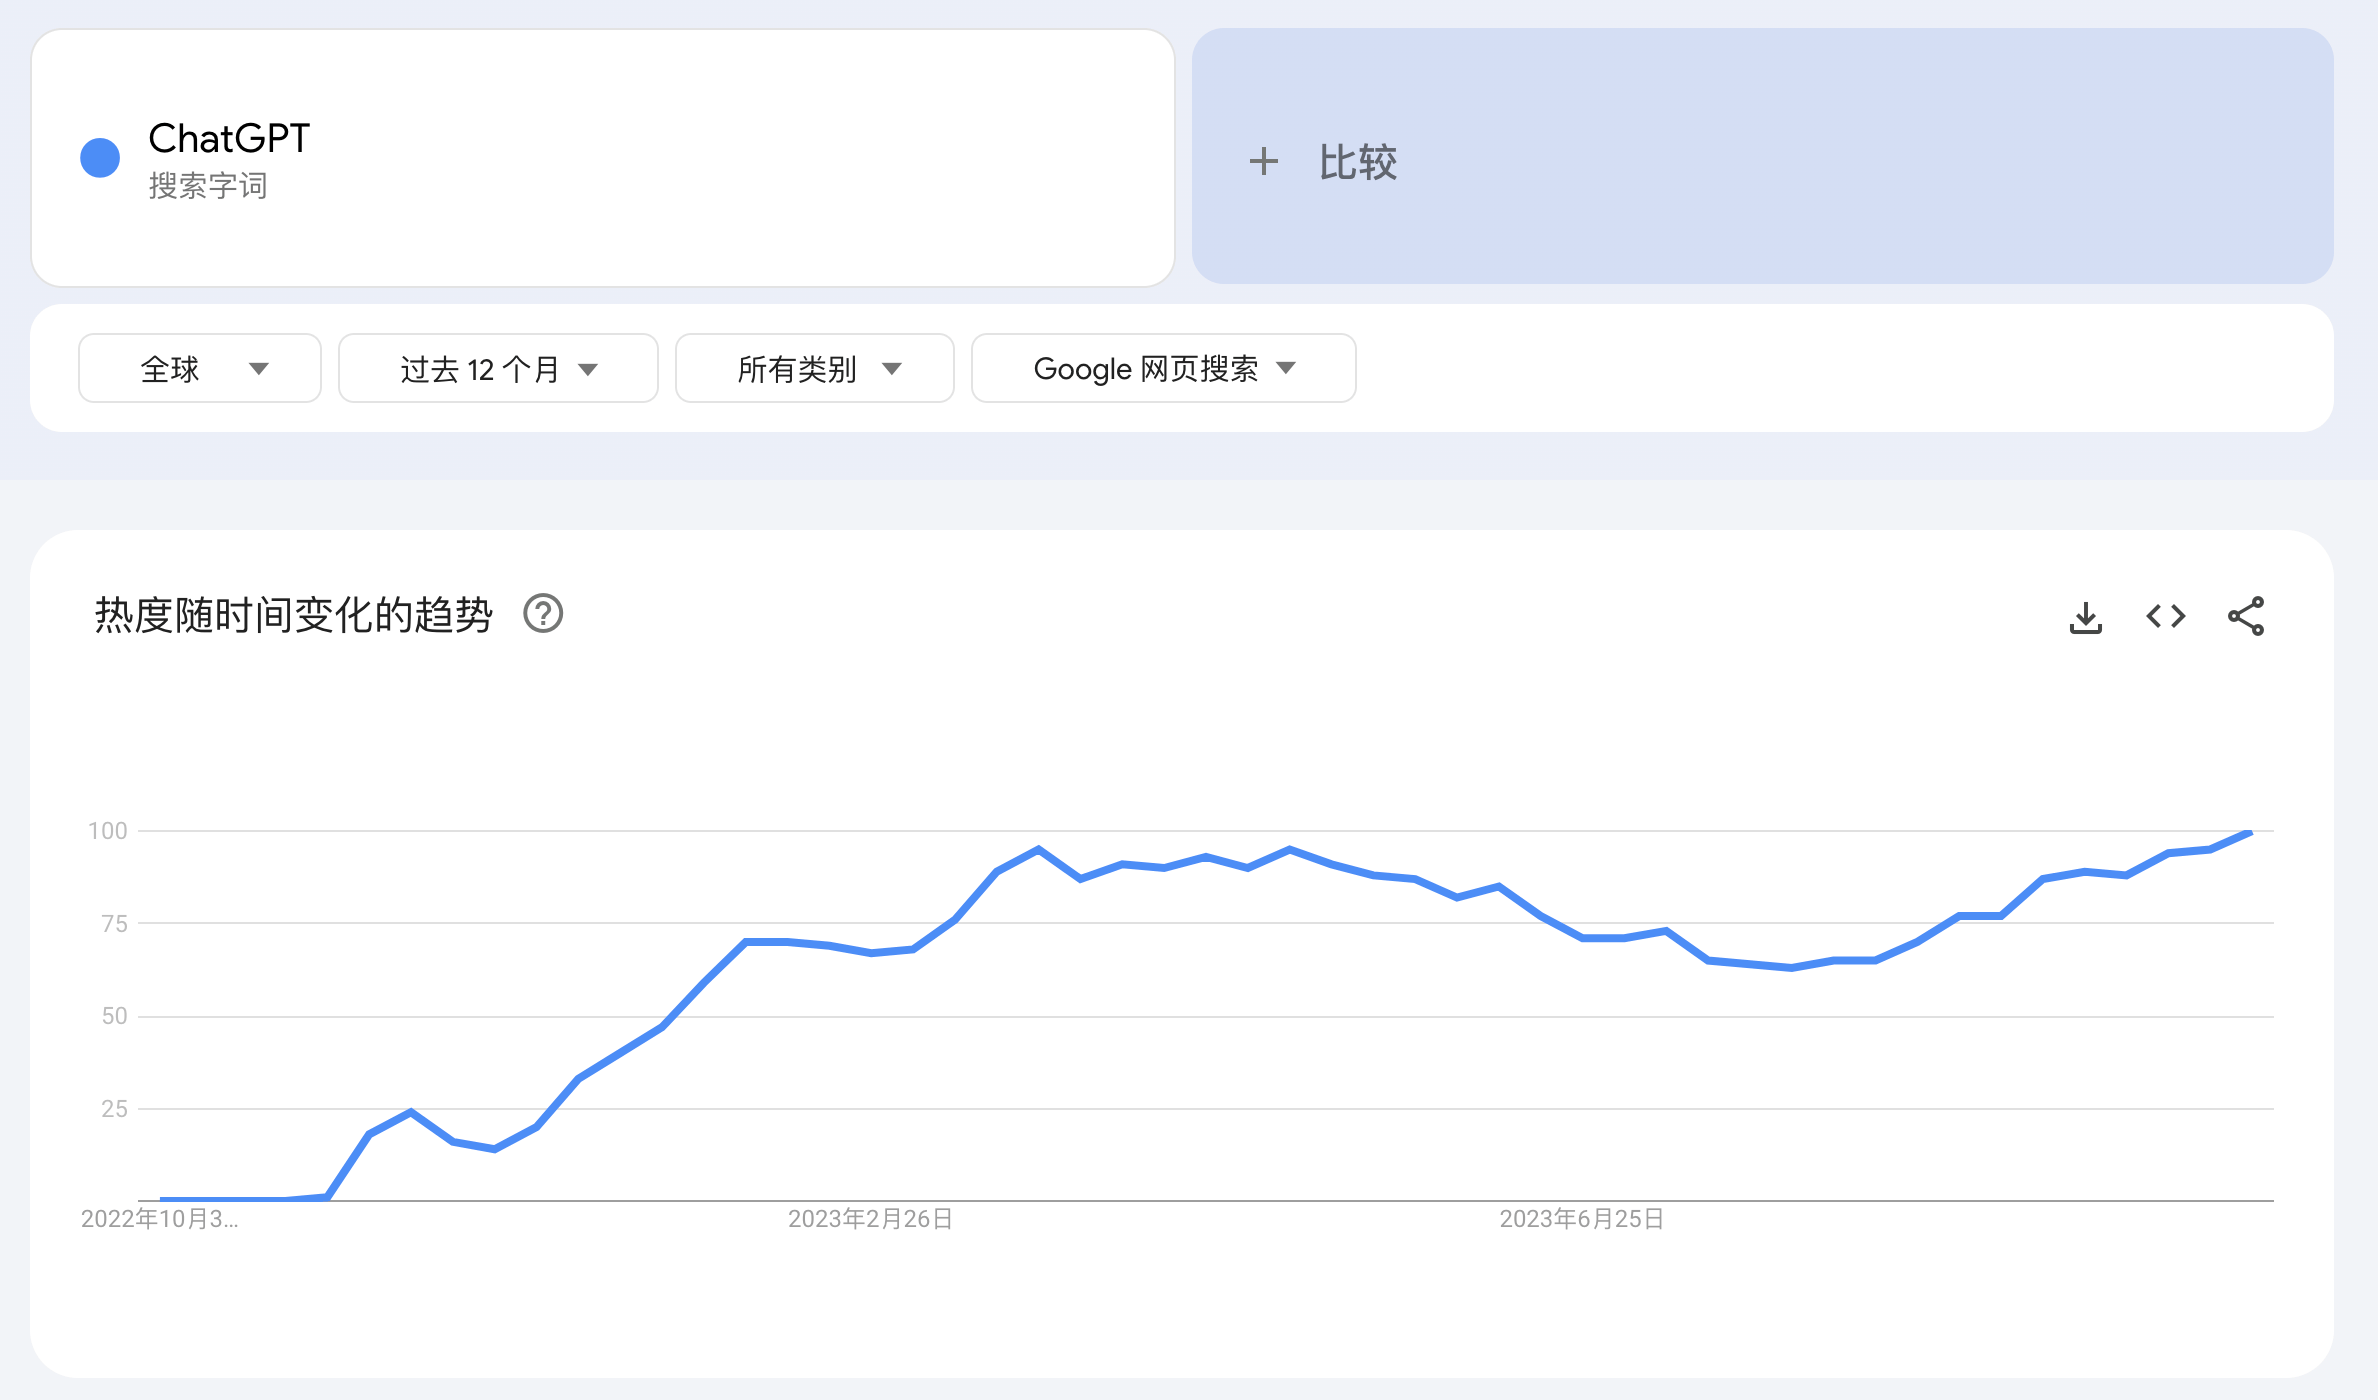 ChatGPT
搜索字词
+ 比较
全球
过去 12 个月
所有类别
Google 网页搜索
热度随时间变化的趋势
100
75
50
25
2022年10月3...
2023年2月26日
2023年6月25日